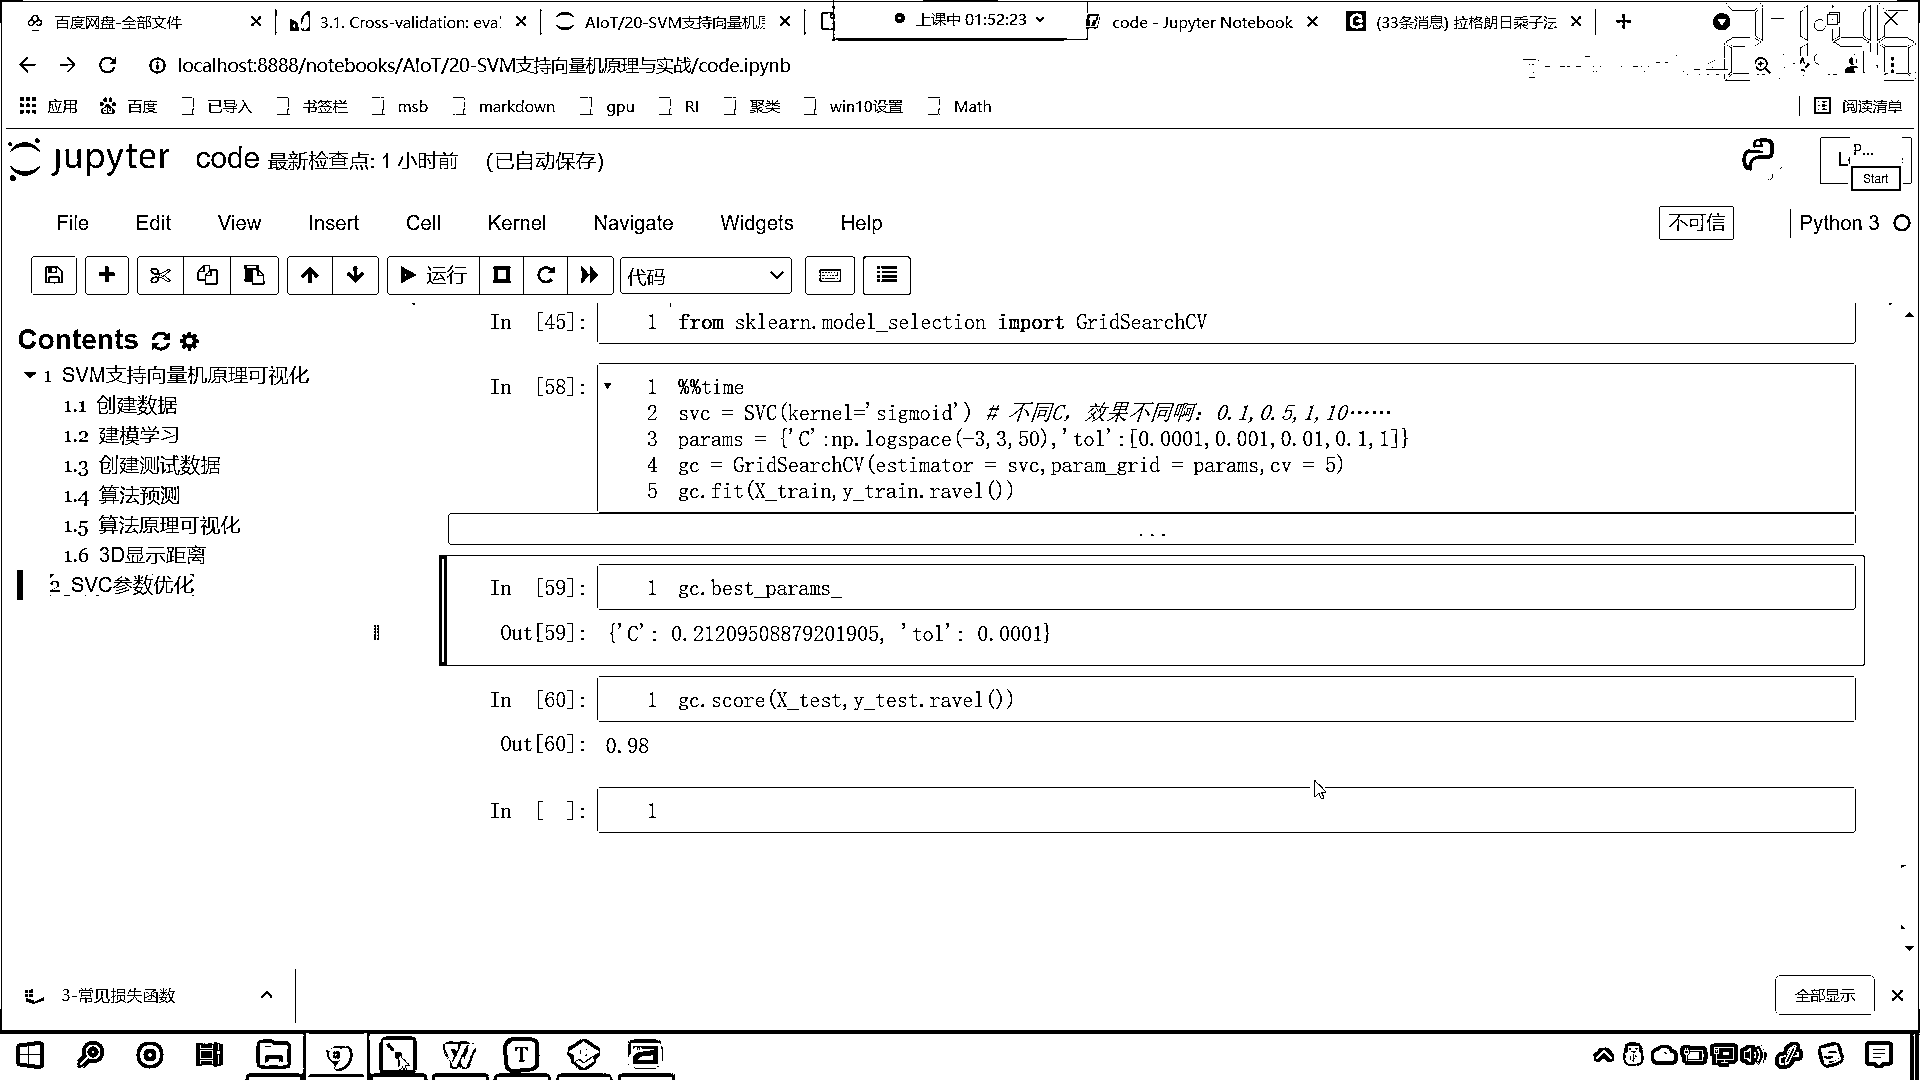 百度网盘-全部文件
3.1. Cross-validation: eva
AIoT/20-SVM支持向量机原
上课中 01:52:23
code - Jupyter Notebook
(33条消息) 拉格朗日乘子法
localhost:8888/notebooks/AIoT/20-SVM支持向量机原理与实战/code.ipynb
应用 百度 已导入 书签栏 msb markdown gpu RI 聚类 win10设置 Math 阅读清单
jupyter code 最新检查点: 1 小时前 (已自动保存)
P...
Start
File Edit View Insert Cell Kernel Navigate Widgets Help 不可信 Python 3
运行 代码
Contents
1 SVM支持向量机原理可视化
1.1 创建数据
1.2 建模学习
1.3 创建测试数据
1.4 算法预测
1.5 算法原理可视化
1.6 3D显示距离
2 SVC参数优化
In [45]: 1 from sklearn.model_selection import GridSearchCV
In [58]: 1 %%time
2 svc = SVC(kernel='sigmoid') # 不同C，效果不同啊：0.1,0.5,1,10……
3 params = {'C':np.logspace(-3,3,50),'tol':[0.0001,0.001,0.01,0.1,1]}
4 gc = GridSearchCV(estimator = svc,param_grid = params,cv = 5)
5 gc.fit(X_train,y_train.ravel())
...
In [59]: 1 gc.best_params_
Out[59]: {'C': 0.21209508879201905, 'tol': 0.0001}
In [60]: 1 gc.score(X_test,y_test.ravel())
Out[60]: 0.98
In [ ]: 1
3-常见损失函数
全部显示